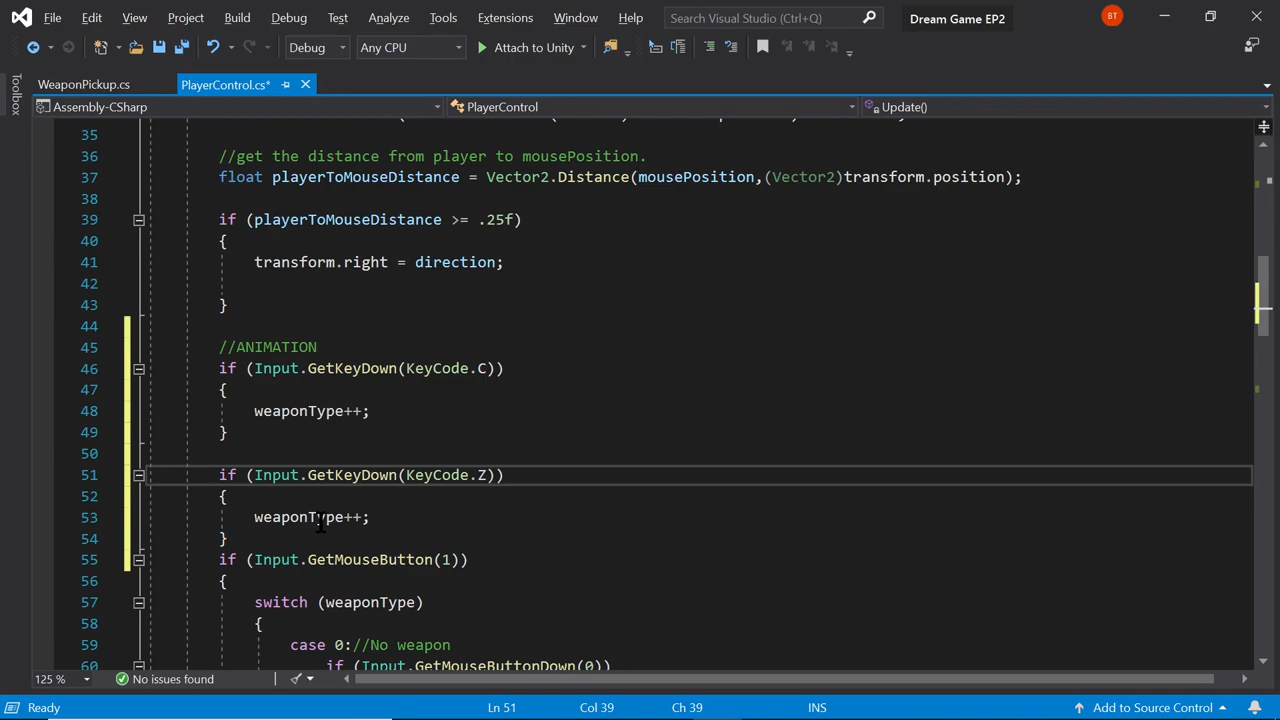 File Edit View Project Build Debug Test Analyze Tools Extensions Window Help Search Visual Studio (Ctrl+Q) Dream Game EP2 BT
Debug Any CPU Attach to Unity
WeaponPickup.cs PlayerControl.cs*
Toolbox
Assembly-CSharp PlayerControl Update()
35
36 //get the distance from player to mousePosition.
37 float playerToMouseDistance = Vector2.Distance(mousePosition,(Vector2)transform.position);
38
39 if (playerToMouseDistance >= .25f)
40 {
41 transform.right = direction;
42
43 }
44
45 //ANIMATION
46 if (Input.GetKeyDown(KeyCode.C))
47 {
48 weaponType++;
49 }
50
51 if (Input.GetKeyDown(KeyCode.Z))
52 {
53 weaponType++;
54 }
55 if (Input.GetMouseButton(1))
56 {
57 switch (weaponType)
58 {
59 case 0://No weapon
60 if (Input.GetMouseButtonDown(0))
125 % No issues found
Ready Ln 51 Col 39 Ch 39 INS Add to Source Control